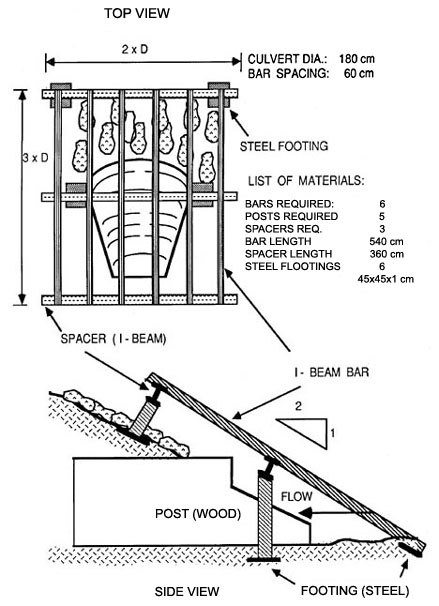 TOP VIEW
2 x D
CULVERT DIA.: 180 cm
BAR SPACING: 60 cm
3 x D
STEEL FOOTING
LIST OF MATERIALS:
BARS REQUIRED: 6
POSTS REQUIRED 5
SPACERS REQ. 3
BAR LENGTH 540 cm
SPACER LENGTH 360 cm
STEEL FLOOTINGS 6
45x45x1 cm
SPACER ( I - BEAM)
I - BEAM BAR
2
1
FLOW
POST (WOOD)
SIDE VIEW
FOOTING (STEEL)